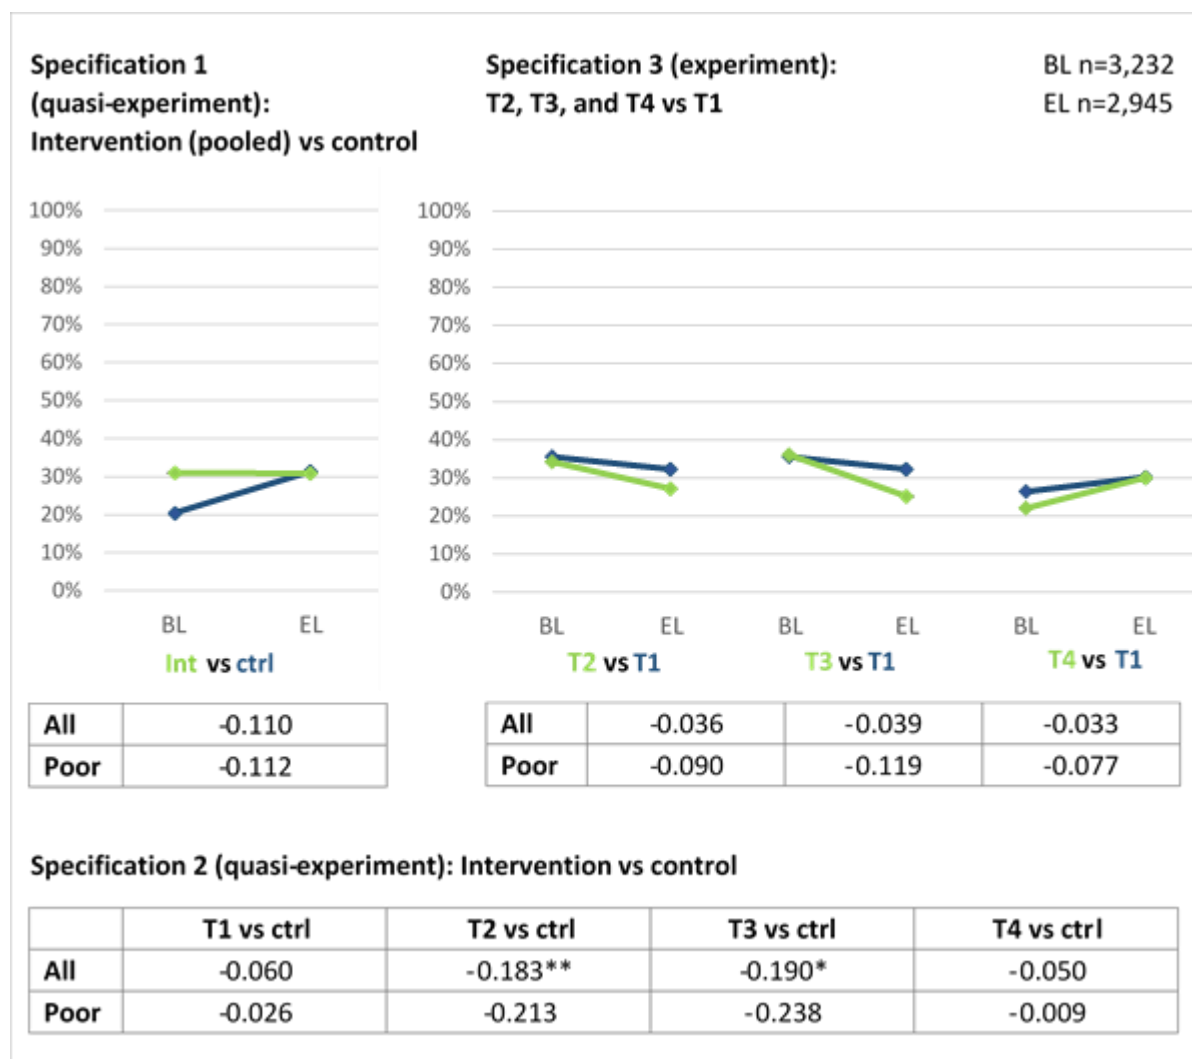 Specification 1
(quasi-experiment):
Intervention (pooled) vs control
Specification 3 (experiment):
T2, T3, and T4 vs T1
BL n=3,232
EL n=2,945
100%
90%
80%
70%
60%
50%
40%
30%
20%
10%
0%
BL EL
Int vs ctrl
100%
90%
80%
70%
60%
50%
40%
30%
20%
10%
0%
BL EL BL EL BL EL
T2 vs T1 T3 vs T1 T4 vs T1
All -0.110
Poor -0.112
All -0.036 -0.039 -0.033
Poor -0.090 -0.119 -0.077
Specification 2 (quasi-experiment): Intervention vs control
T1 vs ctrl T2 vs ctrl T3 vs ctrl T4 vs ctrl
All -0.060 -0.183** -0.190* -0.050
Poor -0.026 -0.213 -0.238 -0.009